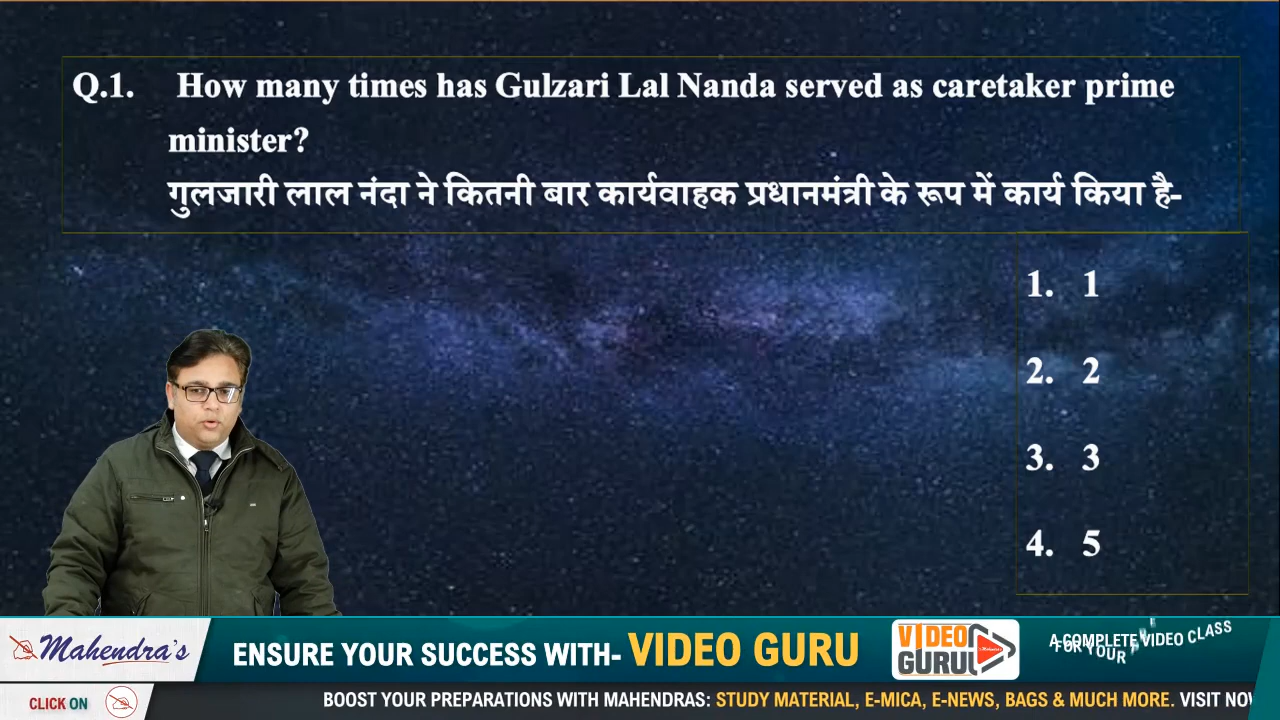 Q.1. How many times has Gulzari Lal Nanda served as caretaker prime
minister?
गुलजारी लाल नंदा ने कितनी बार कार्यवाहक प्रधानमंत्री के रूप में कार्य किया है-
1. 1
2. 2
3. 3
4. 5
Mahendra's
ENSURE YOUR SUCCESS WITH- VIDEO GURU
VIDEO
GURU
A COMPLETE VIDEO CLASS
FOR YOUR
CLICK ON
BOOST YOUR PREPARATIONS WITH MAHENDRAS: STUDY MATERIAL, E-MICA, E-NEWS, BAGS & MUCH MORE. VISIT NOW